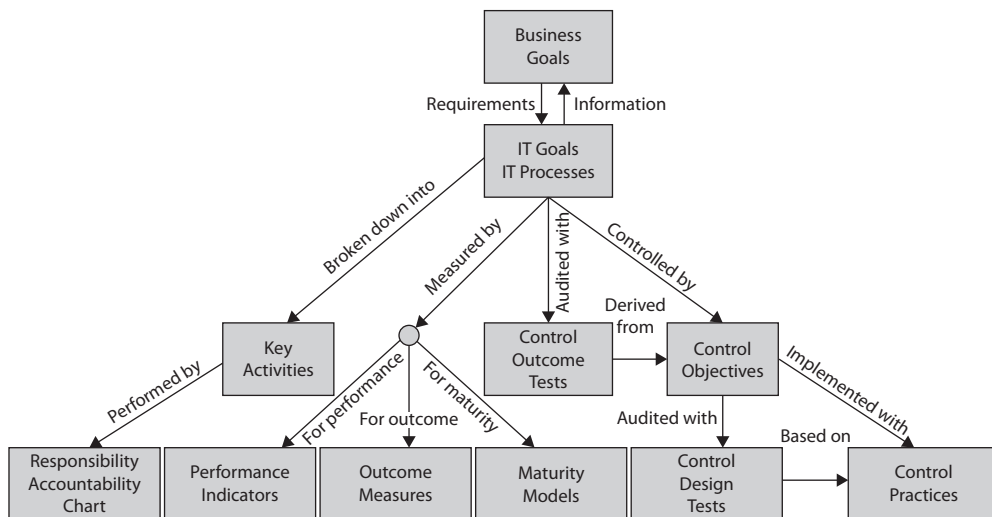 Business
Goals
Requirements
Information
IT Goals
IT Processes
Broken down into
Measured by
Audited with
Controlled by
Key
Activities
Control
Outcome
Tests
Derived
from
Control
Objectives
Performed by
For performance
For outcome
For maturity
Audited with
Implemented with
Based on
Responsibility
Accountability
Chart
Performance
Indicators
Outcome
Measures
Maturity
Models
Control
Design
Tests
Control
Practices